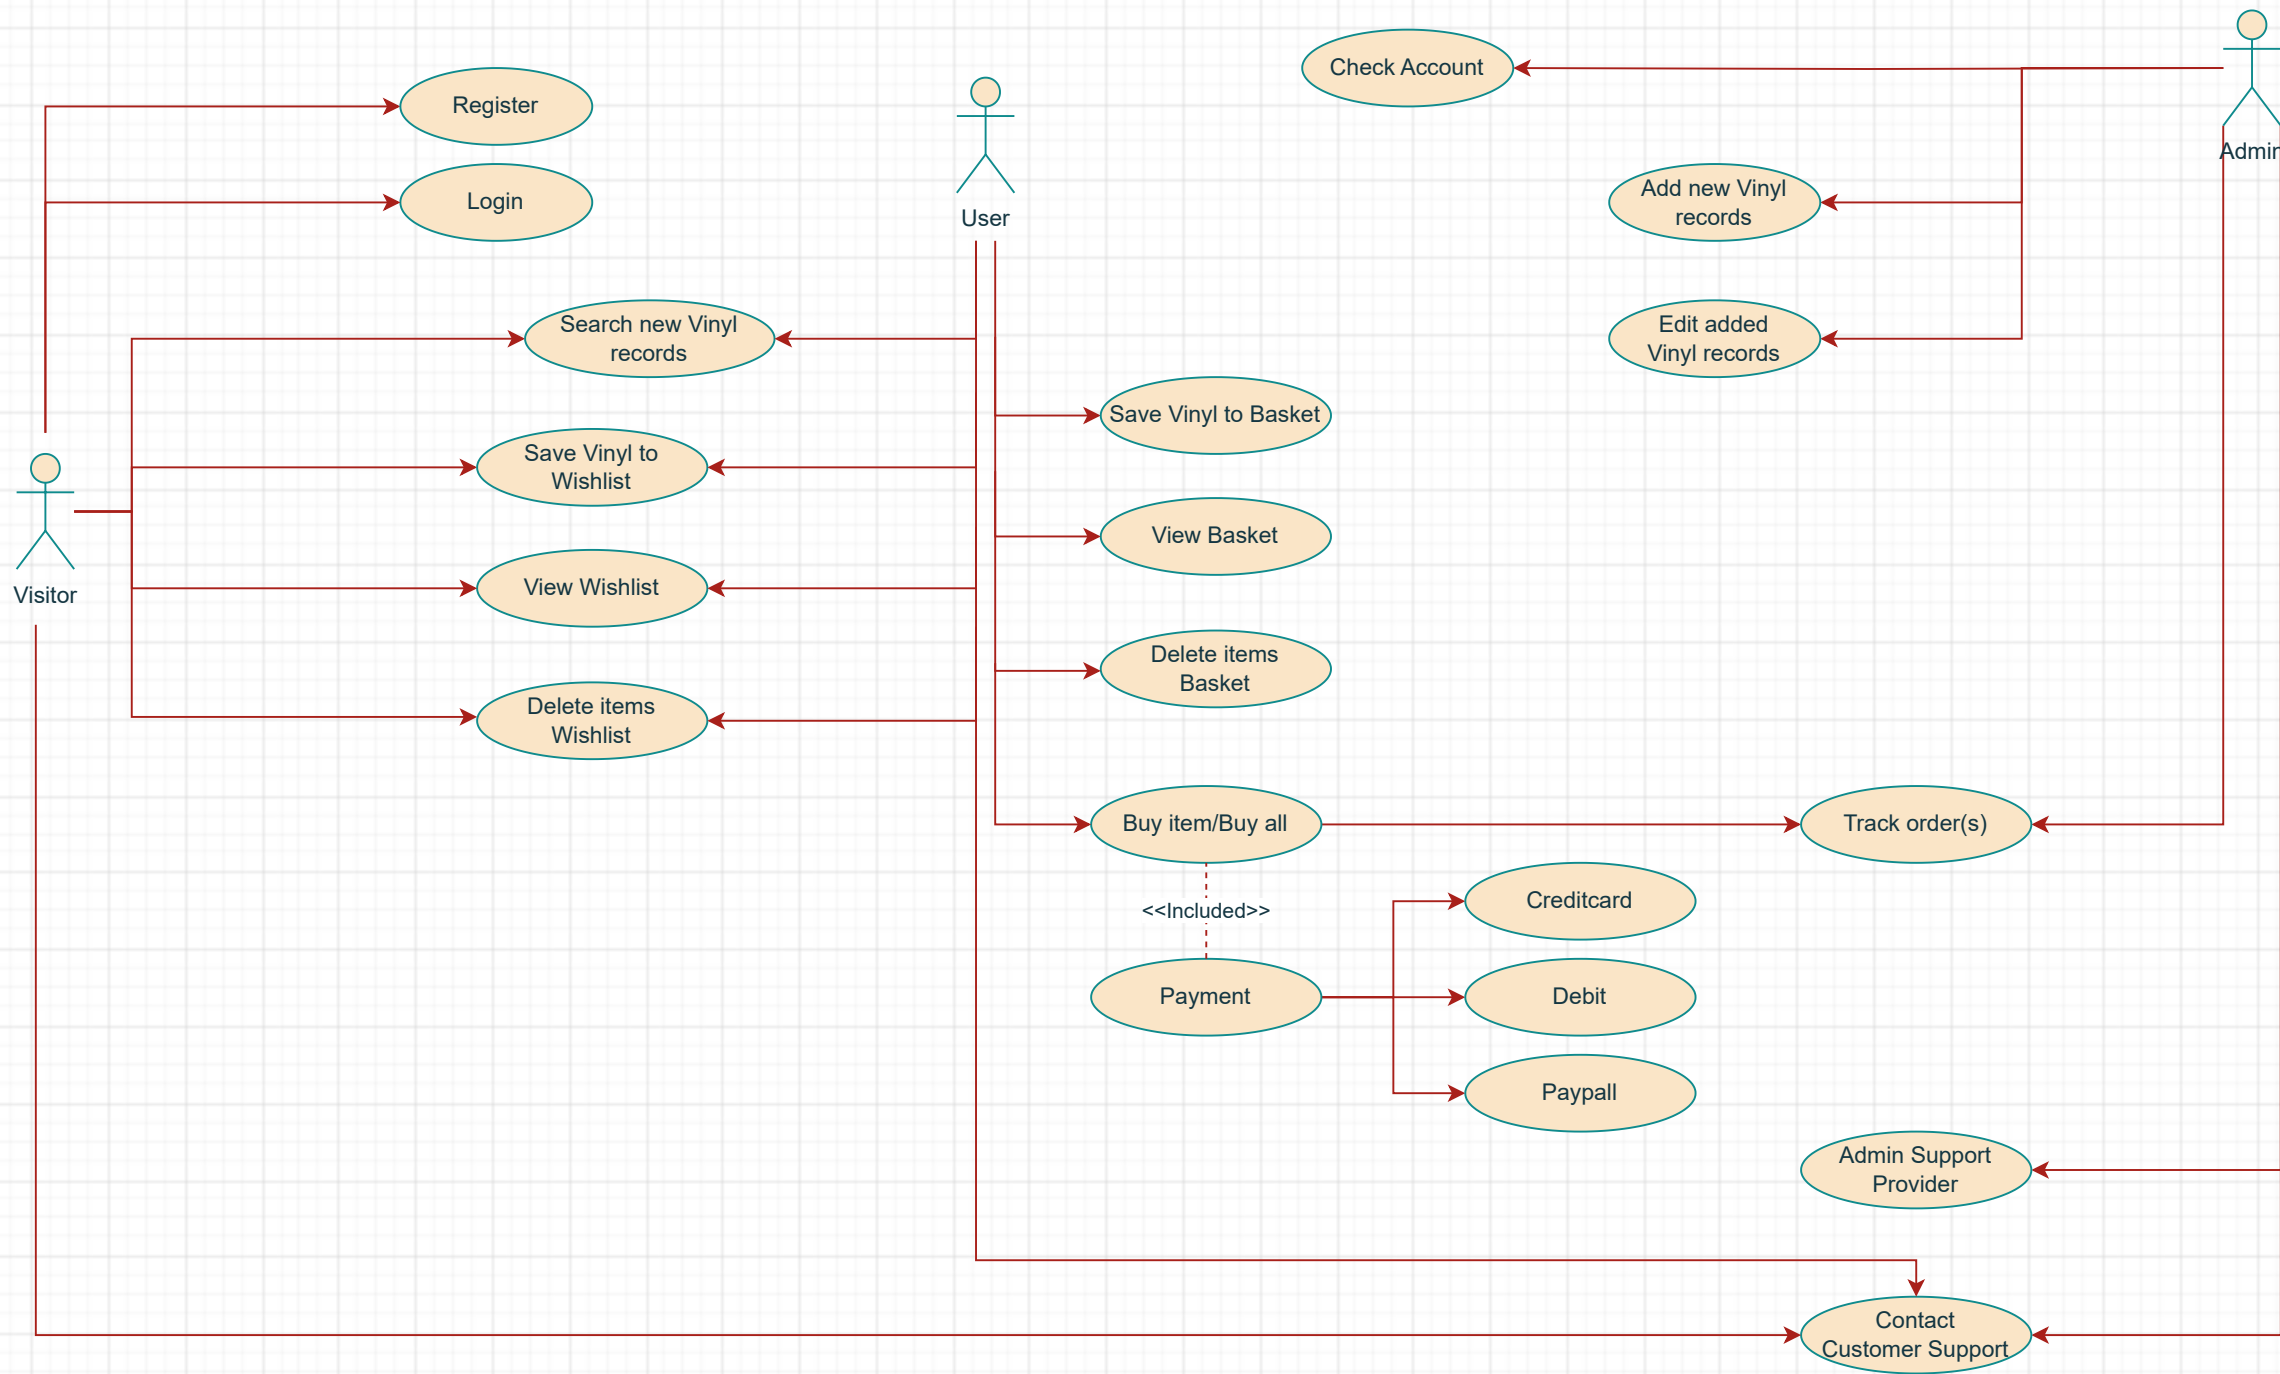 Check Account
Register
Admin
Login
Add new Vinyl
records
User
Search new Vinyl
records
Edit added
Vinyl records
Save Vinyl to Basket
Save Vinyl to
Wishlist
View Basket
View Wishlist
Visitor
Delete items
Basket
Delete items
Wishlist
Buy item/Buy all
Track order(s)
Creditcard
<<Included>>
Payment
Debit
Paypall
Admin Support
Provider
Contact
Customer Support